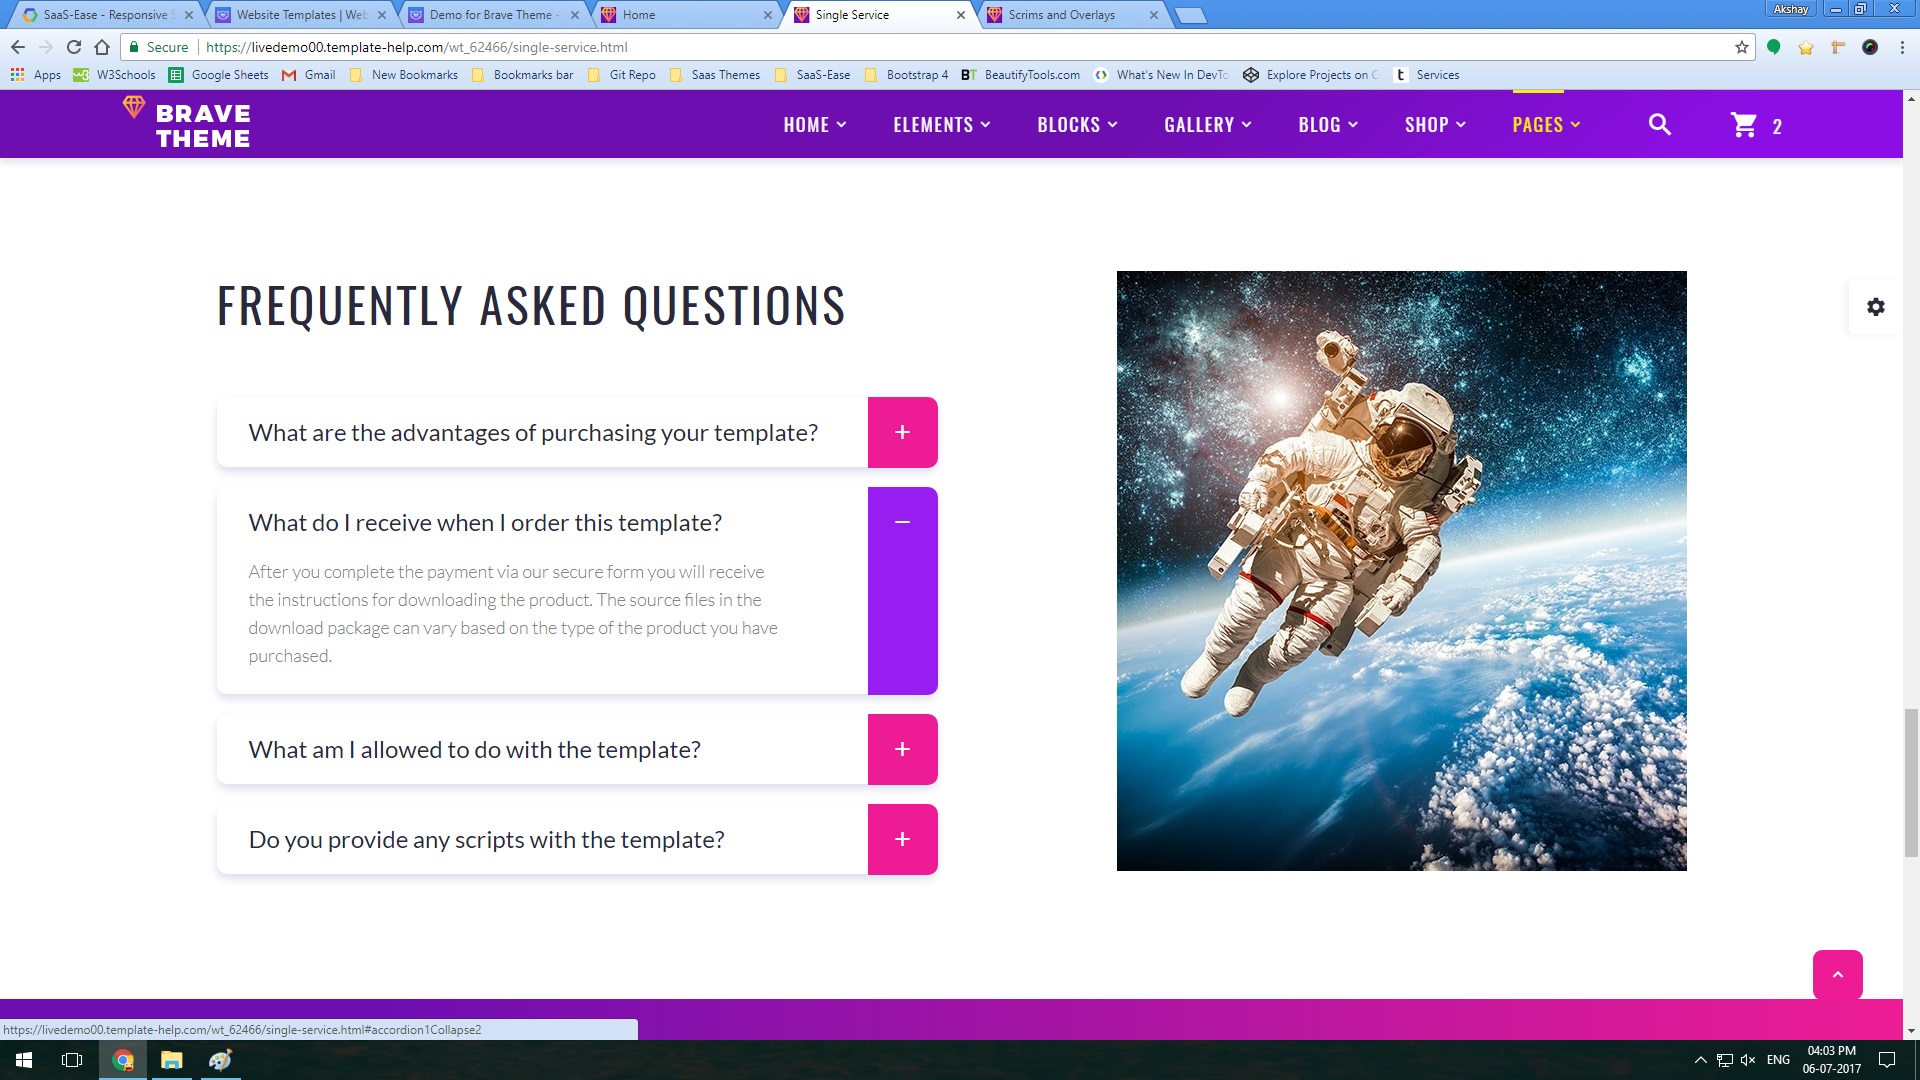 SaaS-Ease - Responsive S
Website Templates | Web
Demo for Brave Theme -
Home
Single Service
Scrims and Overlays
Akshay
Secure
https://livedemo00.template-help.com/wt_62466/single-service.html
Apps
W3Schools
Google Sheets
Gmail
New Bookmarks
Bookmarks bar
Git Repo
Saas Themes
SaaS-Ease
Bootstrap 4
BeautifyTools.com
What's New In DevTo
Explore Projects on C
Services
BRAVE
THEME
HOME
ELEMENTS
BLOCKS
GALLERY
BLOG
SHOP
PAGES
2
FREQUENTLY ASKED QUESTIONS
What are the advantages of purchasing your template?
What do I receive when I order this template?
After you complete the payment via our secure form you will receive
the instructions for downloading the product. The source files in the
download package can vary based on the type of the product you have
purchased.
What am I allowed to do with the template?
Do you provide any scripts with the template?
https://livedemo00.template-help.com/wt_62466/single-service.html#accordion1Collapse2
ENG
04:03 PM
06-07-2017